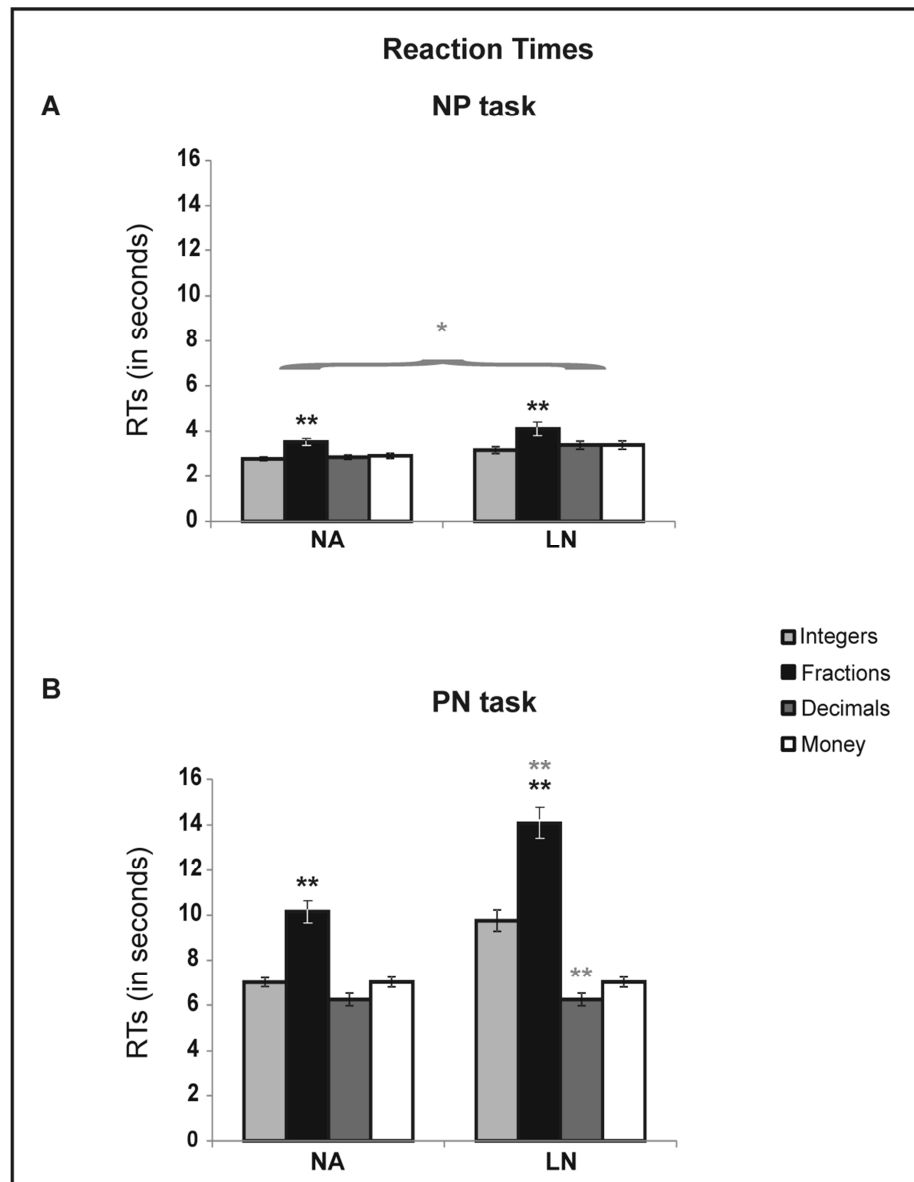 Reaction Times
A
NP task
RTs (in seconds)
16
14
12
10
8
6
4
2
0
*
**
**
NA
LN
Integers
Fractions
Decimals
Money
B
PN task
RTs (in seconds)
16
14
12
10
8
6
4
2
0
**
**
**
**
NA
LN